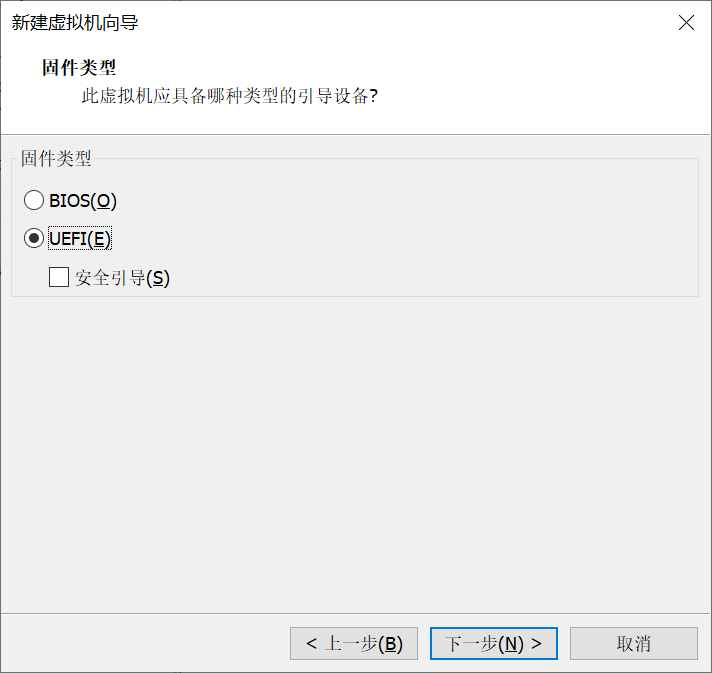 新建虚拟机向导
固件类型
此虚拟机应具备哪种类型的引导设备?
固件类型
BIOS(O)
UEFI(E)
安全引导(S)
< 上一步(B)
下一步(N) >
取消